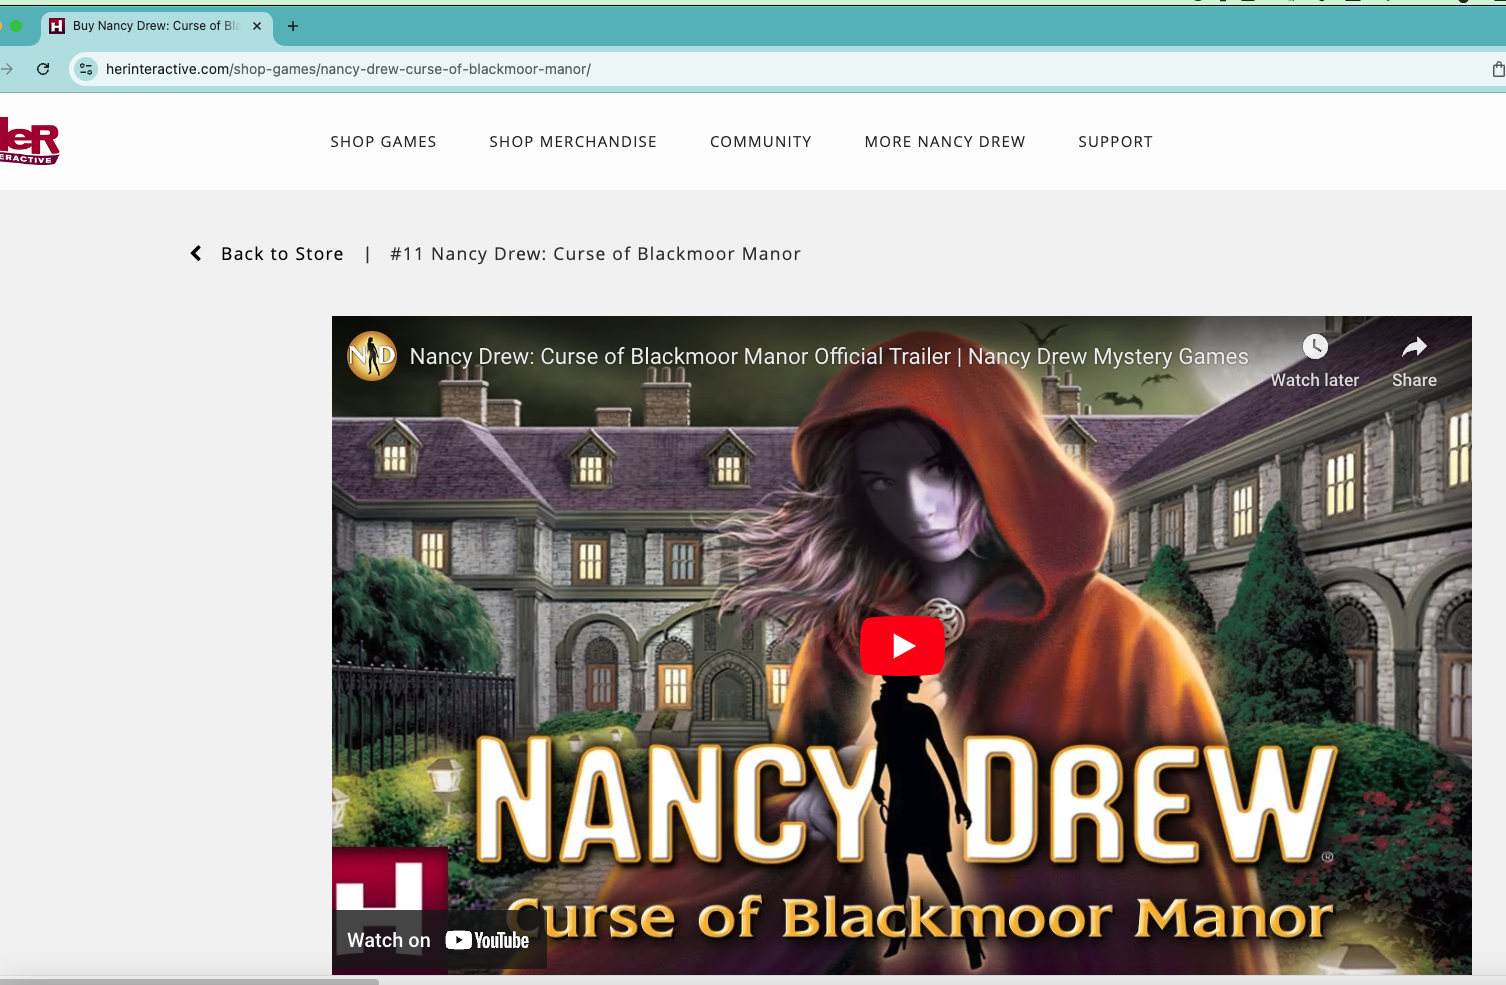 Buy Nancy Drew: Curse of Bla
herinteractive.com/shop-games/nancy-drew-curse-of-blackmoor-manor/
HeR
ERACTIVE
SHOP GAMES
SHOP MERCHANDISE
COMMUNITY
MORE NANCY DREW
SUPPORT
Back to Store | #11 Nancy Drew: Curse of Blackmoor Manor
ND
Nancy Drew: Curse of Blackmoor Manor Official Trailer | Nancy Drew Mystery Games
Watch later
Share
NANCY DREW®
Curse of Blackmoor Manor
H
Watch on YouTube